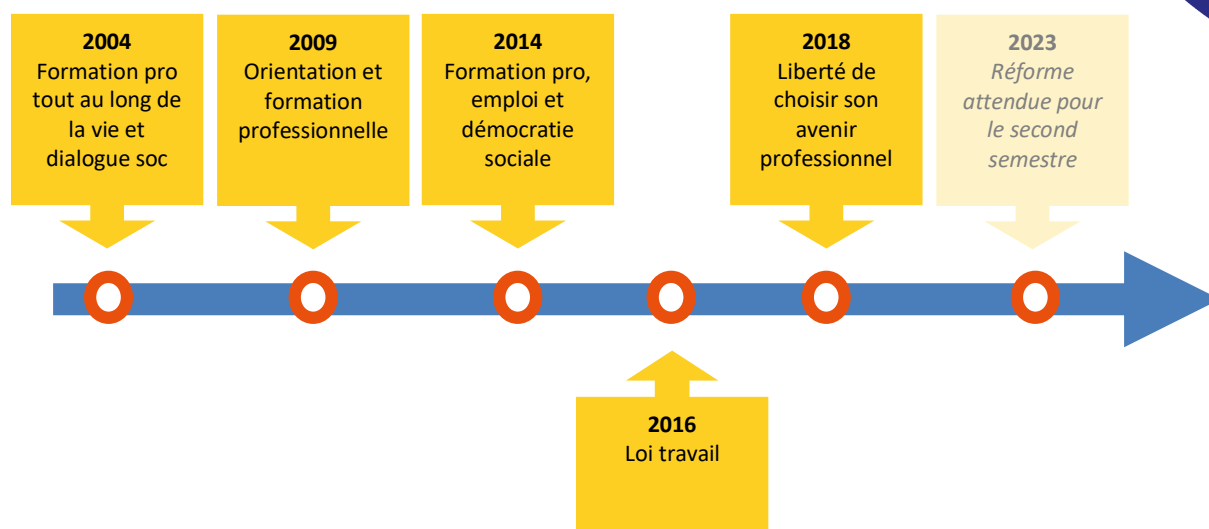 2004
Formation pro
tout au long de
la vie et
dialogue soc
2009
Orientation et
formation
professionnelle
2014
Formation pro,
emploi et
démocratie
sociale
2018
Liberté de
choisir son
avenir
professionnel
2023
Réforme
attendue pour
le second
semestre
2016
Loi travail